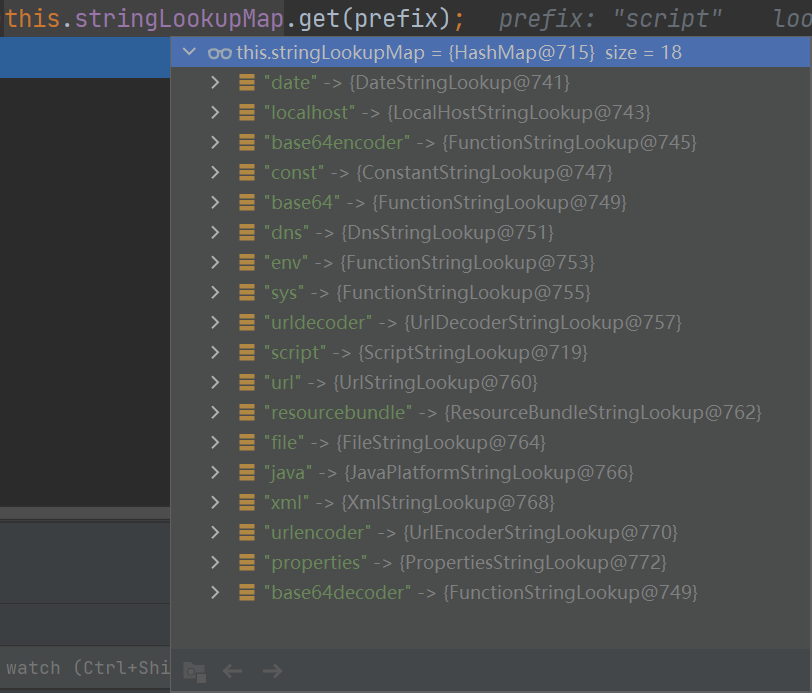 this.stringLookupMap.get(prefix); prefix: "script" loo
this.stringLookupMap = {HashMap@715} size = 18
"date" -> {DateStringLookup@741}
"localhost" -> {LocalHostStringLookup@743}
"base64encoder" -> {FunctionStringLookup@745}
"const" -> {ConstantStringLookup@747}
"base64" -> {FunctionStringLookup@749}
"dns" -> {DnsStringLookup@751}
"env" -> {FunctionStringLookup@753}
"sys" -> {FunctionStringLookup@755}
"urldecoder" -> {UrlDecoderStringLookup@757}
"script" -> {ScriptStringLookup@719}
"url" -> {UrlStringLookup@760}
"resourcebundle" -> {ResourceBundleStringLookup@762}
"file" -> {FileStringLookup@764}
"java" -> {JavaPlatformStringLookup@766}
"xml" -> {XmlStringLookup@768}
"urlencoder" -> {UrlEncoderStringLookup@770}
"properties" -> {PropertiesStringLookup@772}
"base64decoder" -> {FunctionStringLookup@749}
watch (Ctrl+Shi